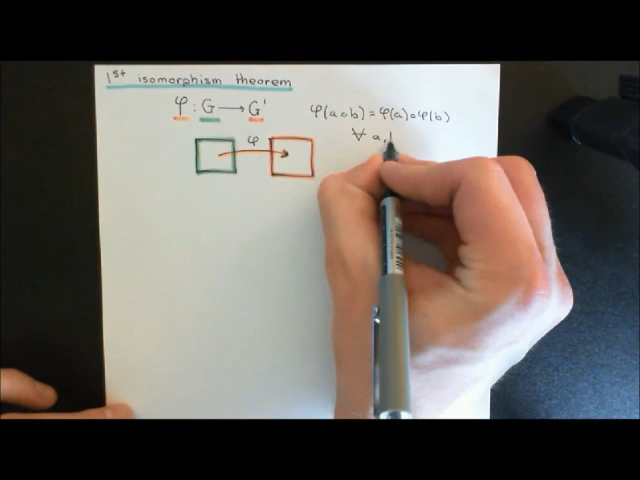 1st isomorphism theorem
φ : G → G'
φ(a∘b) = φ(a)∘φ(b)
∀ a,
φ